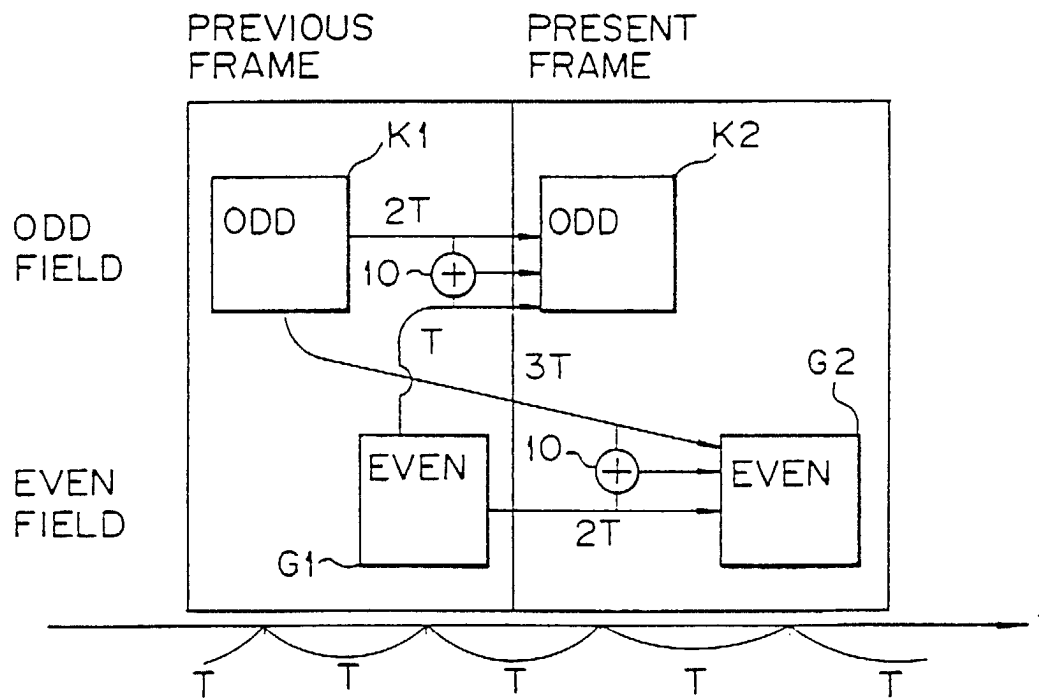 PREVIOUS
FRAME
PRESENT
FRAME
K1
K2
ODD
FIELD
ODD
2T
ODD
10
+
T
3T
G2
EVEN
FIELD
EVEN
10
+
EVEN
2T
G1
T
T
T
T
T